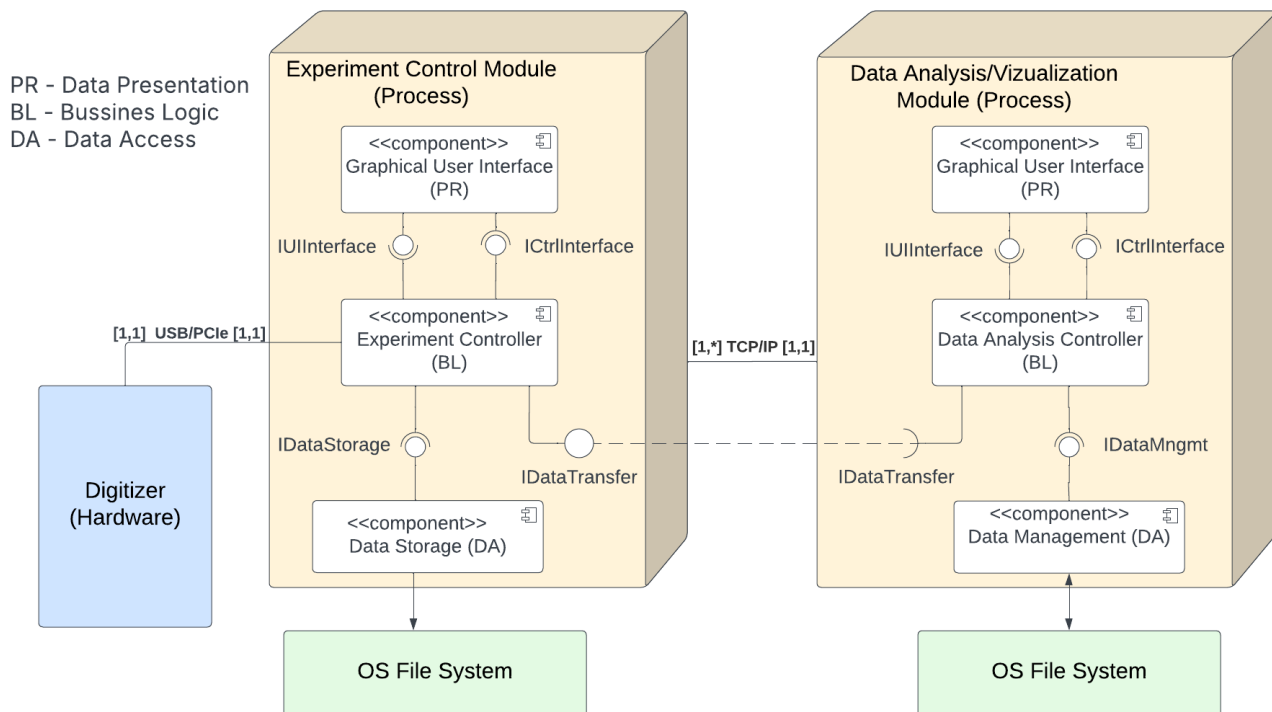 PR - Data Presentation
BL - Bussines Logic
DA - Data Access
Experiment Control Module
(Process)
<<component>>
Graphical User Interface
(PR)
IUIInterface
ICtrlInterface
<<component>>
Experiment Controller
(BL)
[1,1] USB/PCIe [1,1]
IDataStorage
IDataTransfer
<<component>>
Data Storage (DA)
OS File System
Digitizer
(Hardware)
[1,*] TCP/IP [1,1]
Data Analysis/Vizualization
Module (Process)
<<component>>
Graphical User Interface
(PR)
IUIInterface
ICtrlInterface
<<component>>
Data Analysis Controller
(BL)
IDataTransfer
IDataMngmt
<<component>>
Data Management (DA)
OS File System